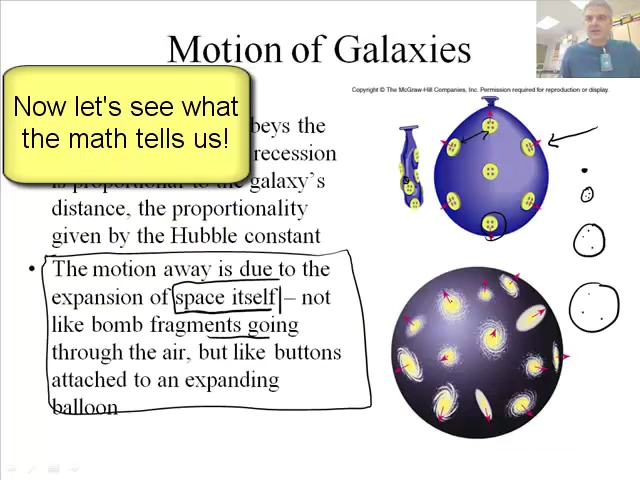 Motion of Galaxies
Copyright © The McGraw-Hill Companies, Inc. Permission required for reproduction or display.
Now let's see what
the math tells us!
beys the
recession
is proportional to the galaxy's
distance, the proportionality
given by the Hubble constant
• The motion away is due to the
expansion of space itself – not
like bomb fragments going
through the air, but like buttons
attached to an expanding
balloon